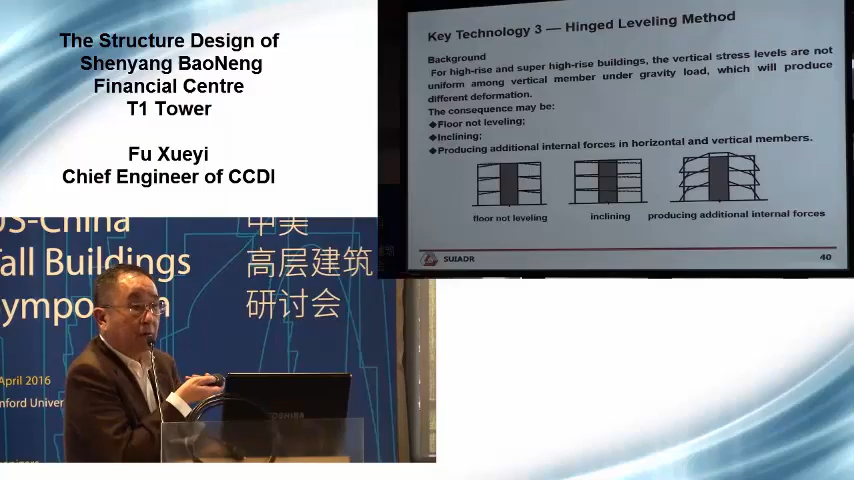 The Structure Design of
Shenyang BaoNeng
Financial Centre
T1 Tower
Fu Xueyi
Chief Engineer of CCDI
Key Technology 3 — Hinged Leveling Method
Background
For high-rise and super high-rise buildings, the vertical stress levels are not
uniform among vertical member under gravity load, which will produce
different deformation.
The consequence may be:
◆Floor not leveling;
◆Inclining;
◆Producing additional internal forces in horizontal and vertical members.
floor not leveling
inclining
producing additional internal forces
SUIADR
40
US-China
Tall Buildings
Symposium
中美
高层建筑
研讨会
April 2016
nford Univer
TOSHIBA